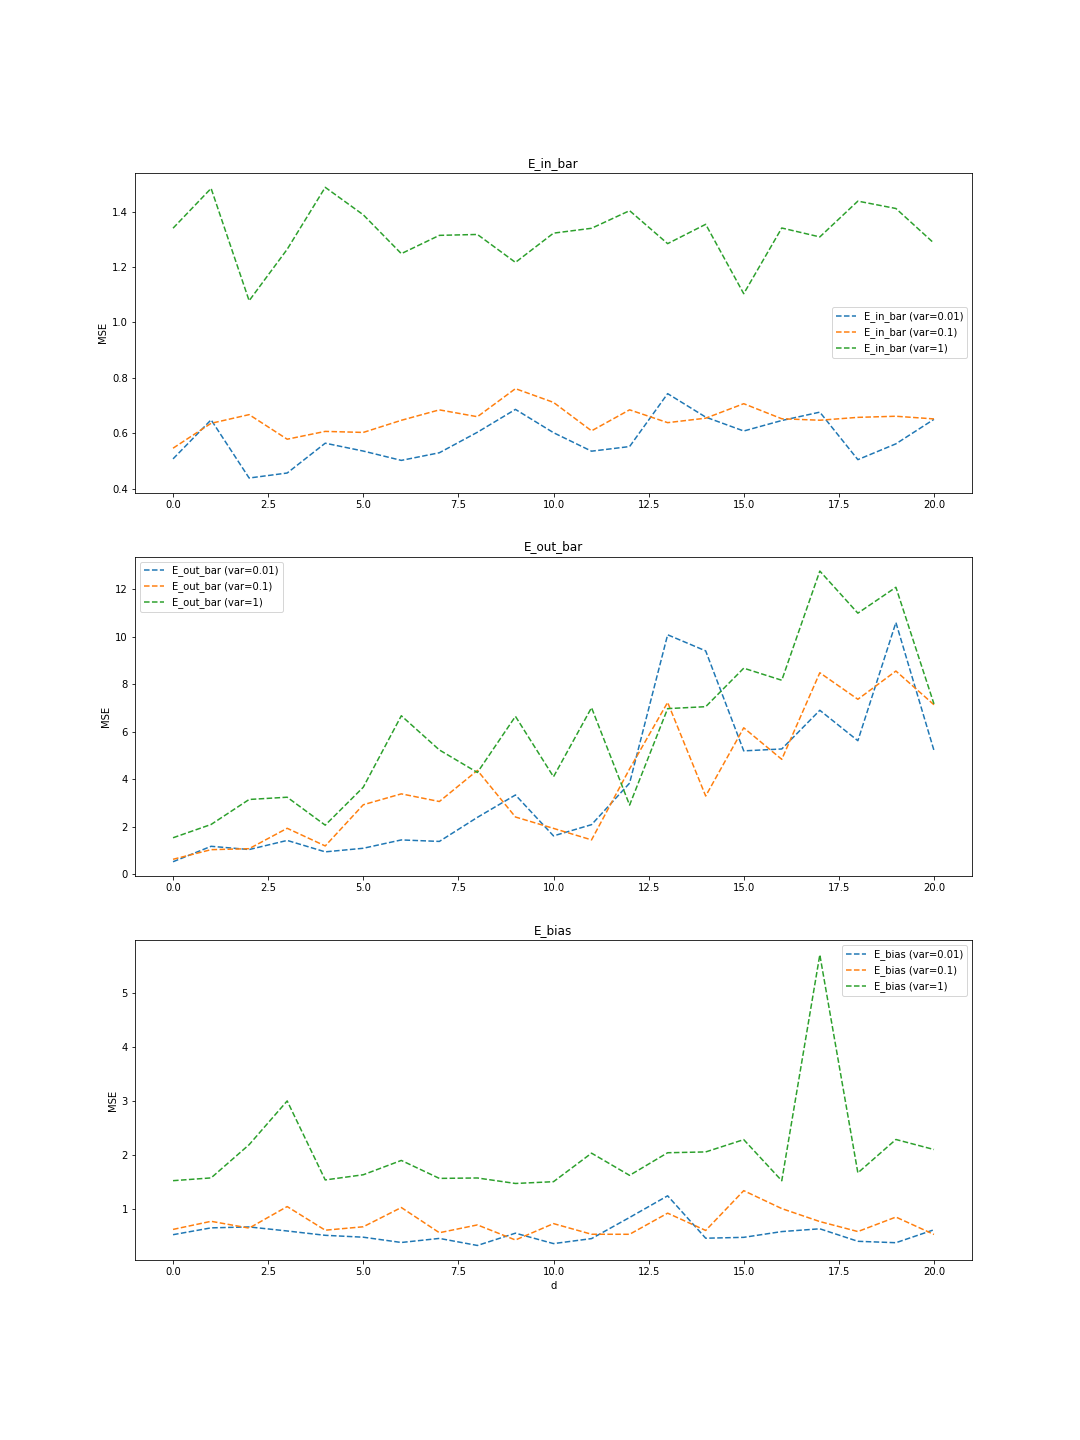 E_in_bar
1.4
1.2
1.0
0.8
0.6
0.4
MSE
E_in_bar (var=0.01)
E_in_bar (var=0.1)
E_in_bar (var=1)
0.0 2.5 5.0 7.5 10.0 12.5 15.0 17.5 20.0
E_out_bar
12
10
8
6
4
2
0
MSE
E_out_bar (var=0.01)
E_out_bar (var=0.1)
E_out_bar (var=1)
0.0 2.5 5.0 7.5 10.0 12.5 15.0 17.5 20.0
E_bias
5
4
3
2
1
MSE
E_bias (var=0.01)
E_bias (var=0.1)
E_bias (var=1)
0.0 2.5 5.0 7.5 10.0 12.5 15.0 17.5 20.0
d